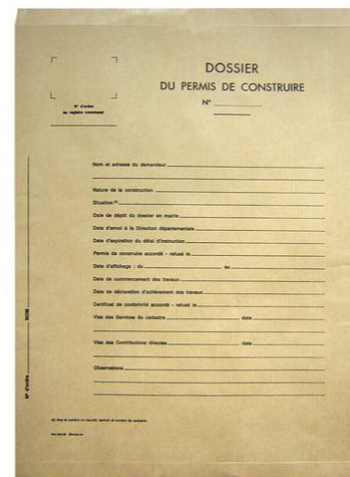 DOSSIER
DU PERMIS DE CONSTRUIRE
N°
N° d'ordre
au registre communal
Nom et adresse du demandeur
Nature de la construction
Situation(1)
Date de dépôt du dossier en mairie
Date d'envoi à la Direction départementale
Date d'expiration du délai d'instruction
Permis de construire accordé - refusé le
Date d'affichage : du au
Date de commencement des travaux
Date de déclaration d'achèvement des travaux
Certificat de conformité accordé - refusé le
Visa des Services du cadastre date
Visa des Contributions directes date
Observations
NOM
N° d'ordre